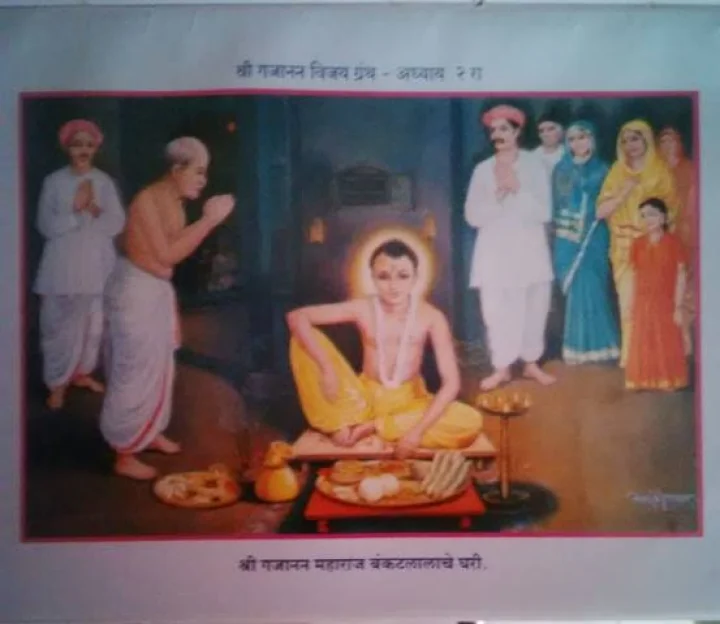 श्री गजानन विजय ग्रंथ - अध्याय २ रा
श्री गजानन महाराज बंकटलालाचे घरी.